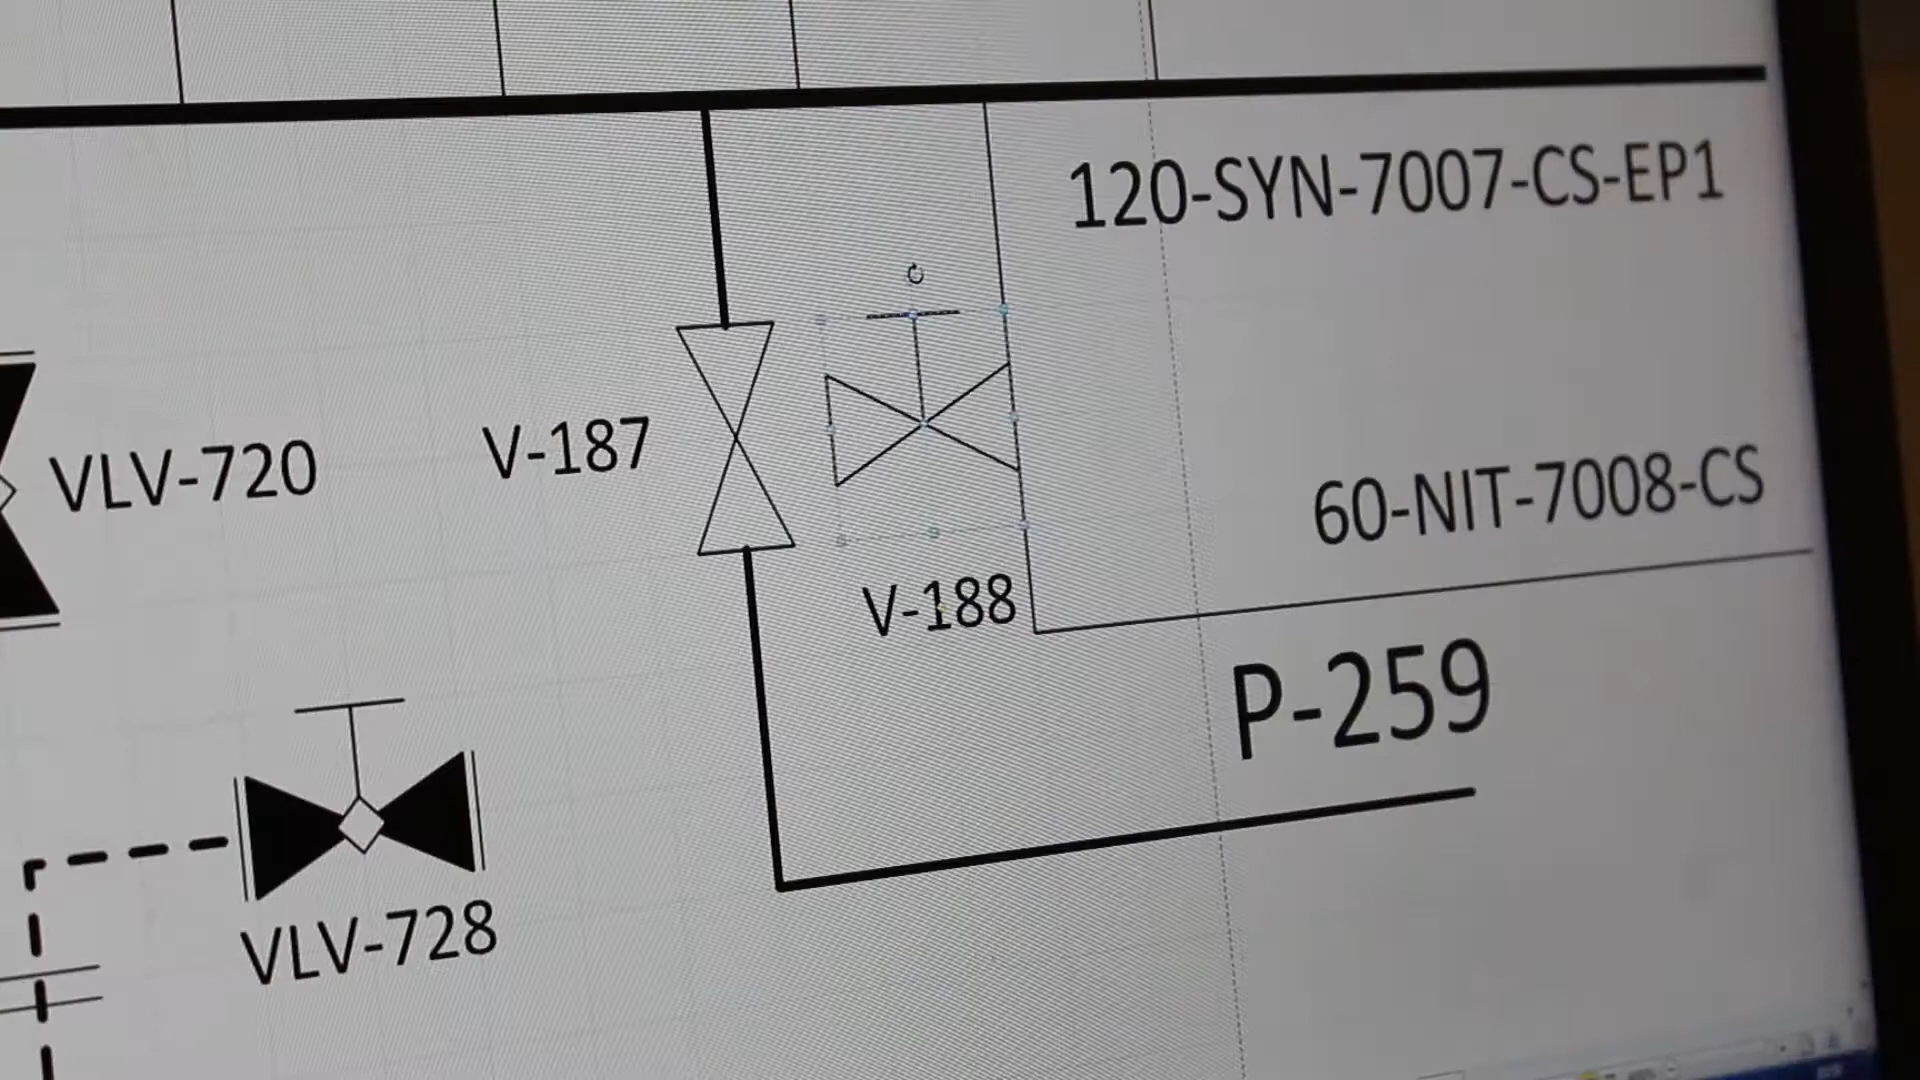 120-SYN-7007-CS-EP1
VLV-720
V-187
60-NIT-7008-CS
V-188
P-259
VLV-728